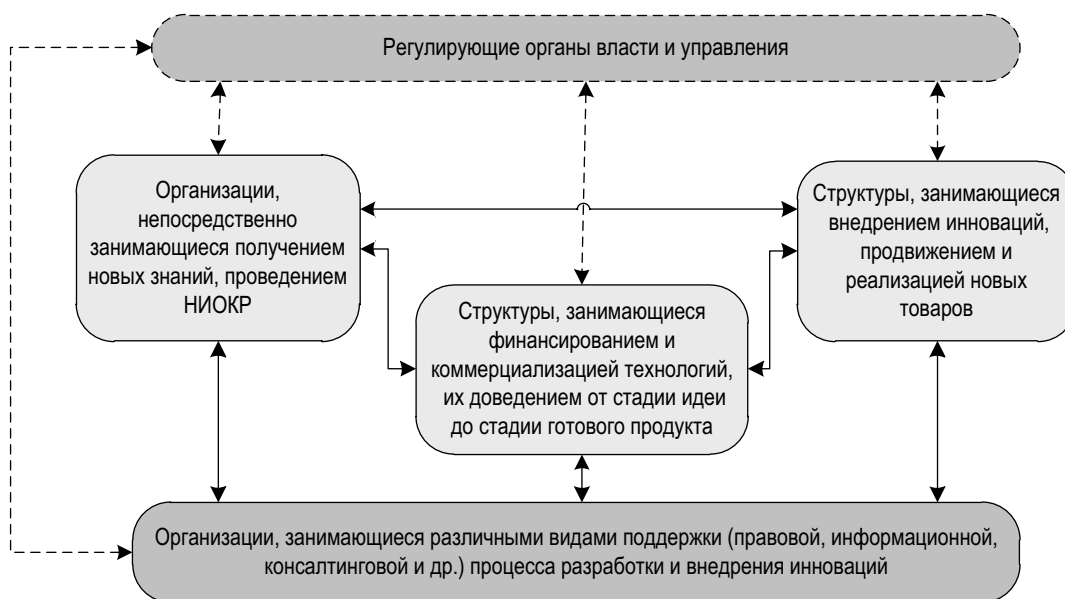 Регулирующие органы власти и управления
Организации,
непосредственно
занимающиеся получением
новых знаний, проведением
НИОКР
Структуры, занимающиеся
финансированием и
коммерциализацией технологий,
их доведением от стадии идеи
до стадии готового продукта
Структуры, занимающиеся
внедрением инноваций,
продвижением и
реализацией новых
товаров
Организации, занимающиеся различными видами поддержки (правовой, информационной,
консалтинговой и др.) процесса разработки и внедрения инноваций